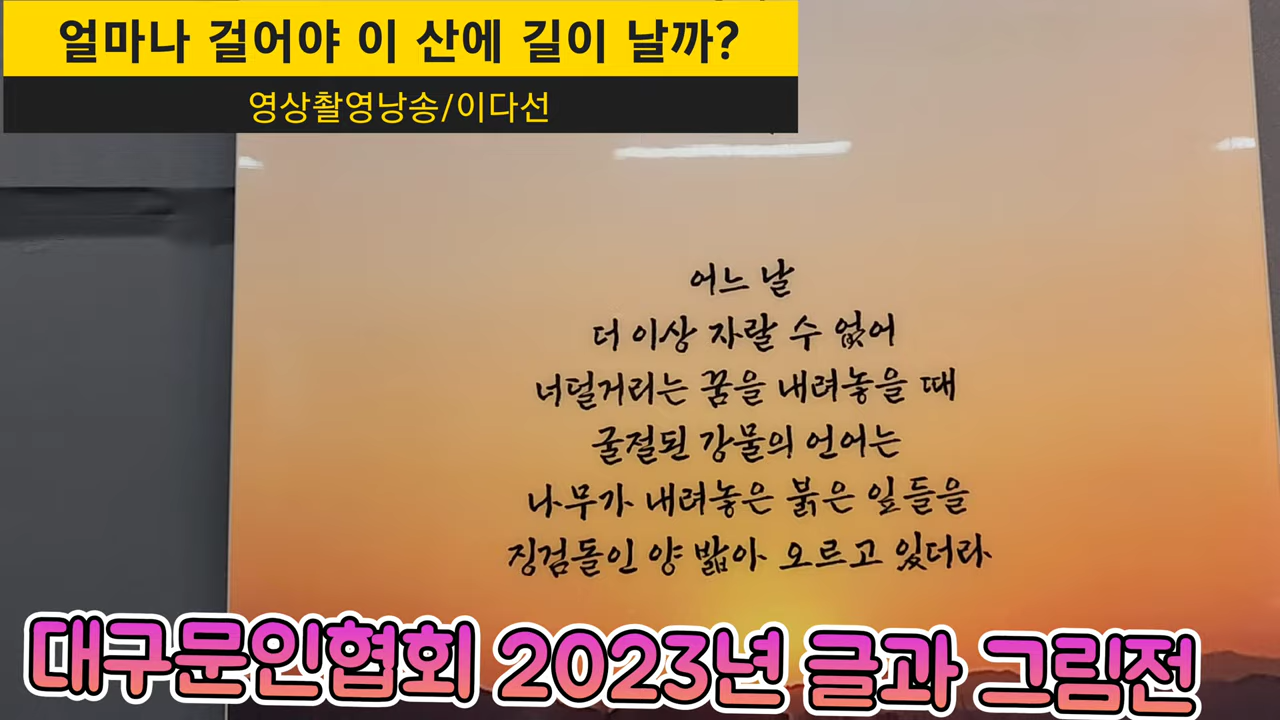 얼마나 걸어야 이 산에 길이 날까?
영상촬영낭송/이다선
어느 날
더 이상 자랄 수 없어
너덜거리는 꿈을 내려놓을 때
굴절된 강물의 언어는
나무가 내려놓은 붉은 잎들을
징검돌인 양 밟아 오르고 있더라
대구문인협회 2023년 글과 그림전